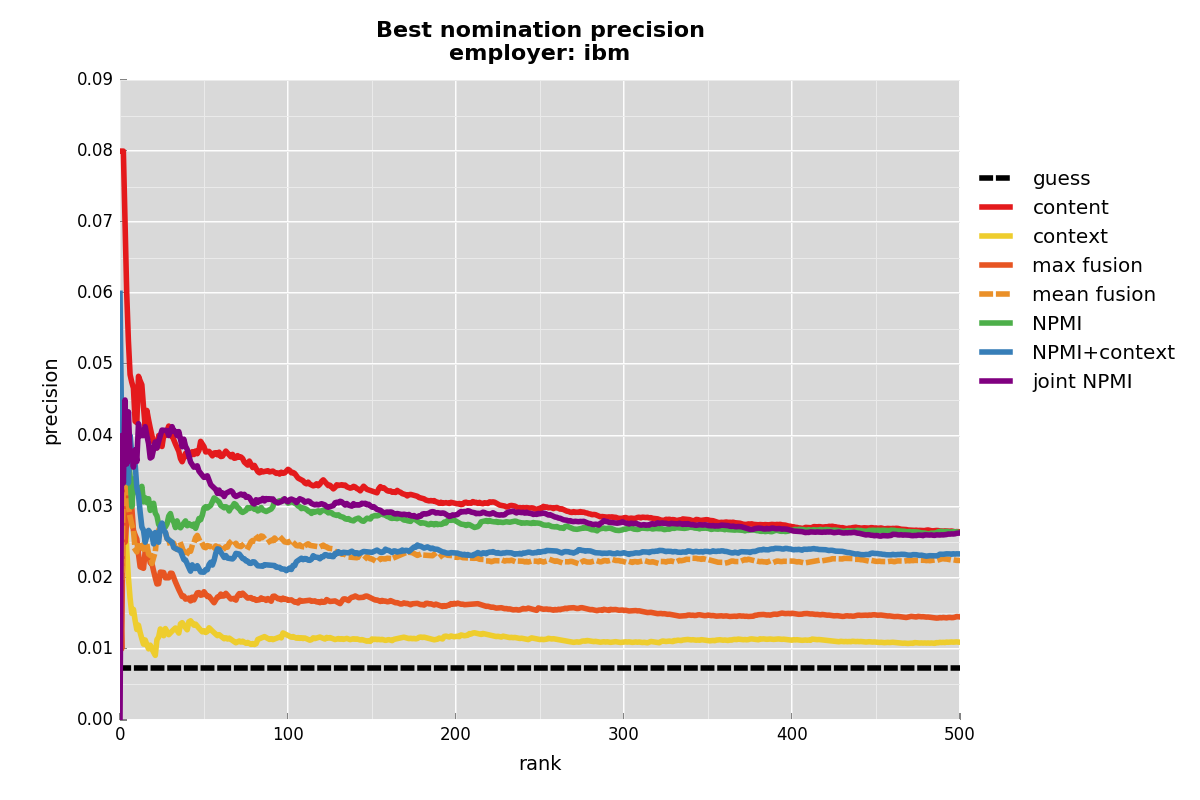 Best nomination precision
employer: ibm
precision
0.09
0.08
0.07
0.06
0.05
0.04
0.03
0.02
0.01
0.00
0 100 200 300 400 500
rank
guess
content
context
max fusion
mean fusion
NPMI
NPMI+context
joint NPMI